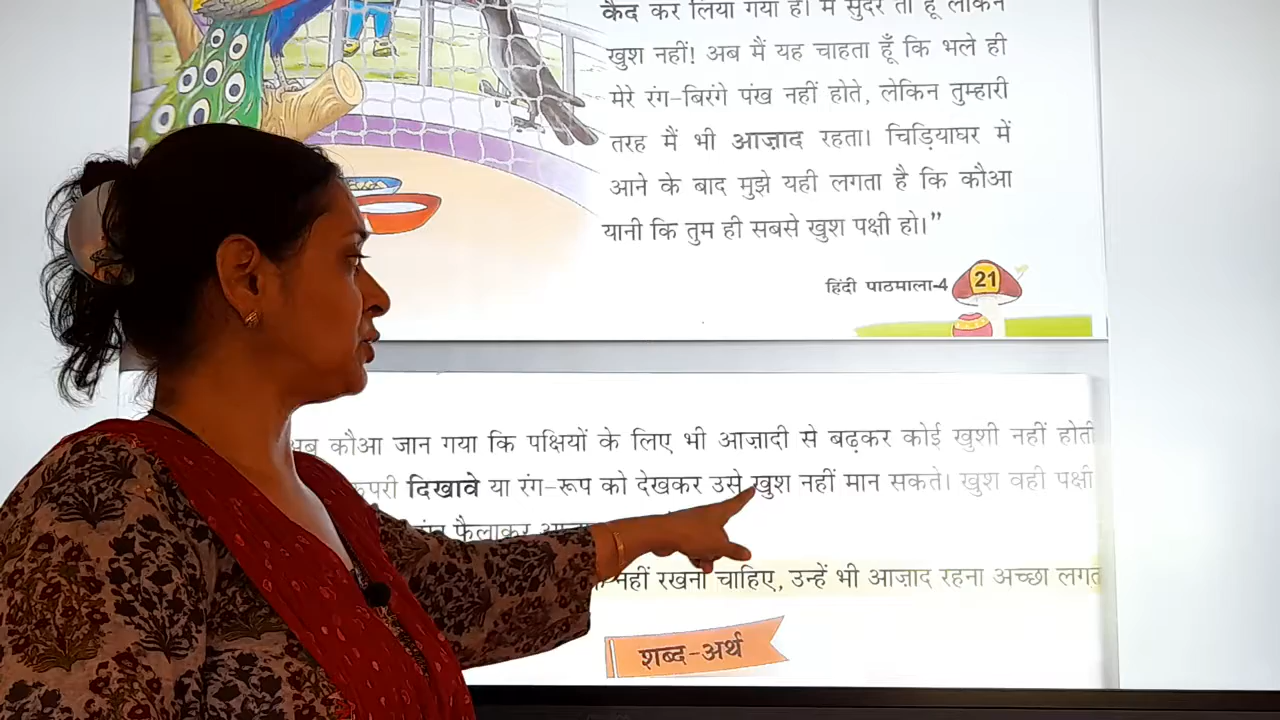 कैद कर लिया गया है। मैं सुंदर तो हूँ लेकिन
खुश नहीं! अब मैं यह चाहता हूँ कि भले ही
मेरे रंग-बिरंगे पंख नहीं होते, लेकिन तुम्हारी
तरह मैं भी आज़ाद रहता। चिड़ियाघर में
आने के बाद मुझे यही लगता है कि कौआ
यानी कि तुम ही सबसे खुश पक्षी हो।”
हिंदी पाठमाला-4 21
अब कौआ जान गया कि पक्षियों के लिए भी आज़ादी से बढ़कर कोई खुशी नहीं होती
दिखावे या रंग-रूप को देखकर उसे खुश नहीं मान सकते। खुश वही पक्षी
फैलाकर
नहीं रखना चाहिए, उन्हें भी आज़ाद रहना अच्छा
शब्द-अर्थ